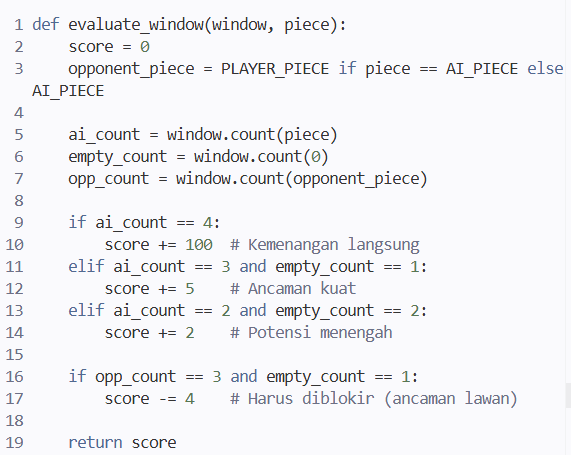 1 def evaluate_window(window, piece):
2     score = 0
3     opponent_piece = PLAYER_PIECE if piece == AI_PIECE else
AI_PIECE
4
5     ai_count = window.count(piece)
6     empty_count = window.count(0)
7     opp_count = window.count(opponent_piece)
8
9     if ai_count == 4:
10         score += 100  # Kemenangan langsung
11     elif ai_count == 3 and empty_count == 1:
12         score += 5    # Ancaman kuat
13     elif ai_count == 2 and empty_count == 2:
14         score += 2    # Potensi menengah
15
16     if opp_count == 3 and empty_count == 1:
17         score -= 4    # Harus diblokir (ancaman lawan)
18
19     return score